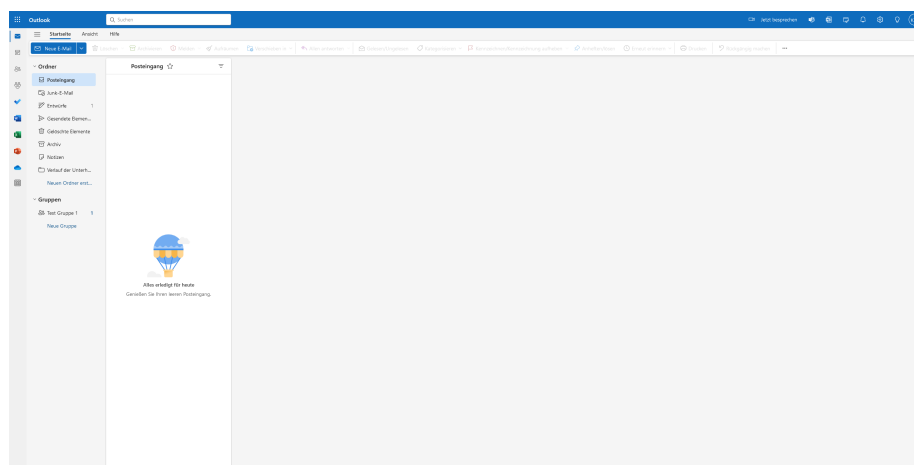 Outlook
Suchen
Jetzt besprechen
Startseite Ansicht Hilfe
Neue E-Mail
Ordner
Posteingang
Junk-E-Mail
Entwürfe 1
Gesendete Elemen...
Gelöschte Elemente
Archiv
Notizen
Verlauf der Unterh...
Neuen Ordner erst...
Gruppen
Test Gruppe 1
Neue Gruppe
Posteingang
Alles erledigt für heute
Genießen Sie Ihren leeren Posteingang.